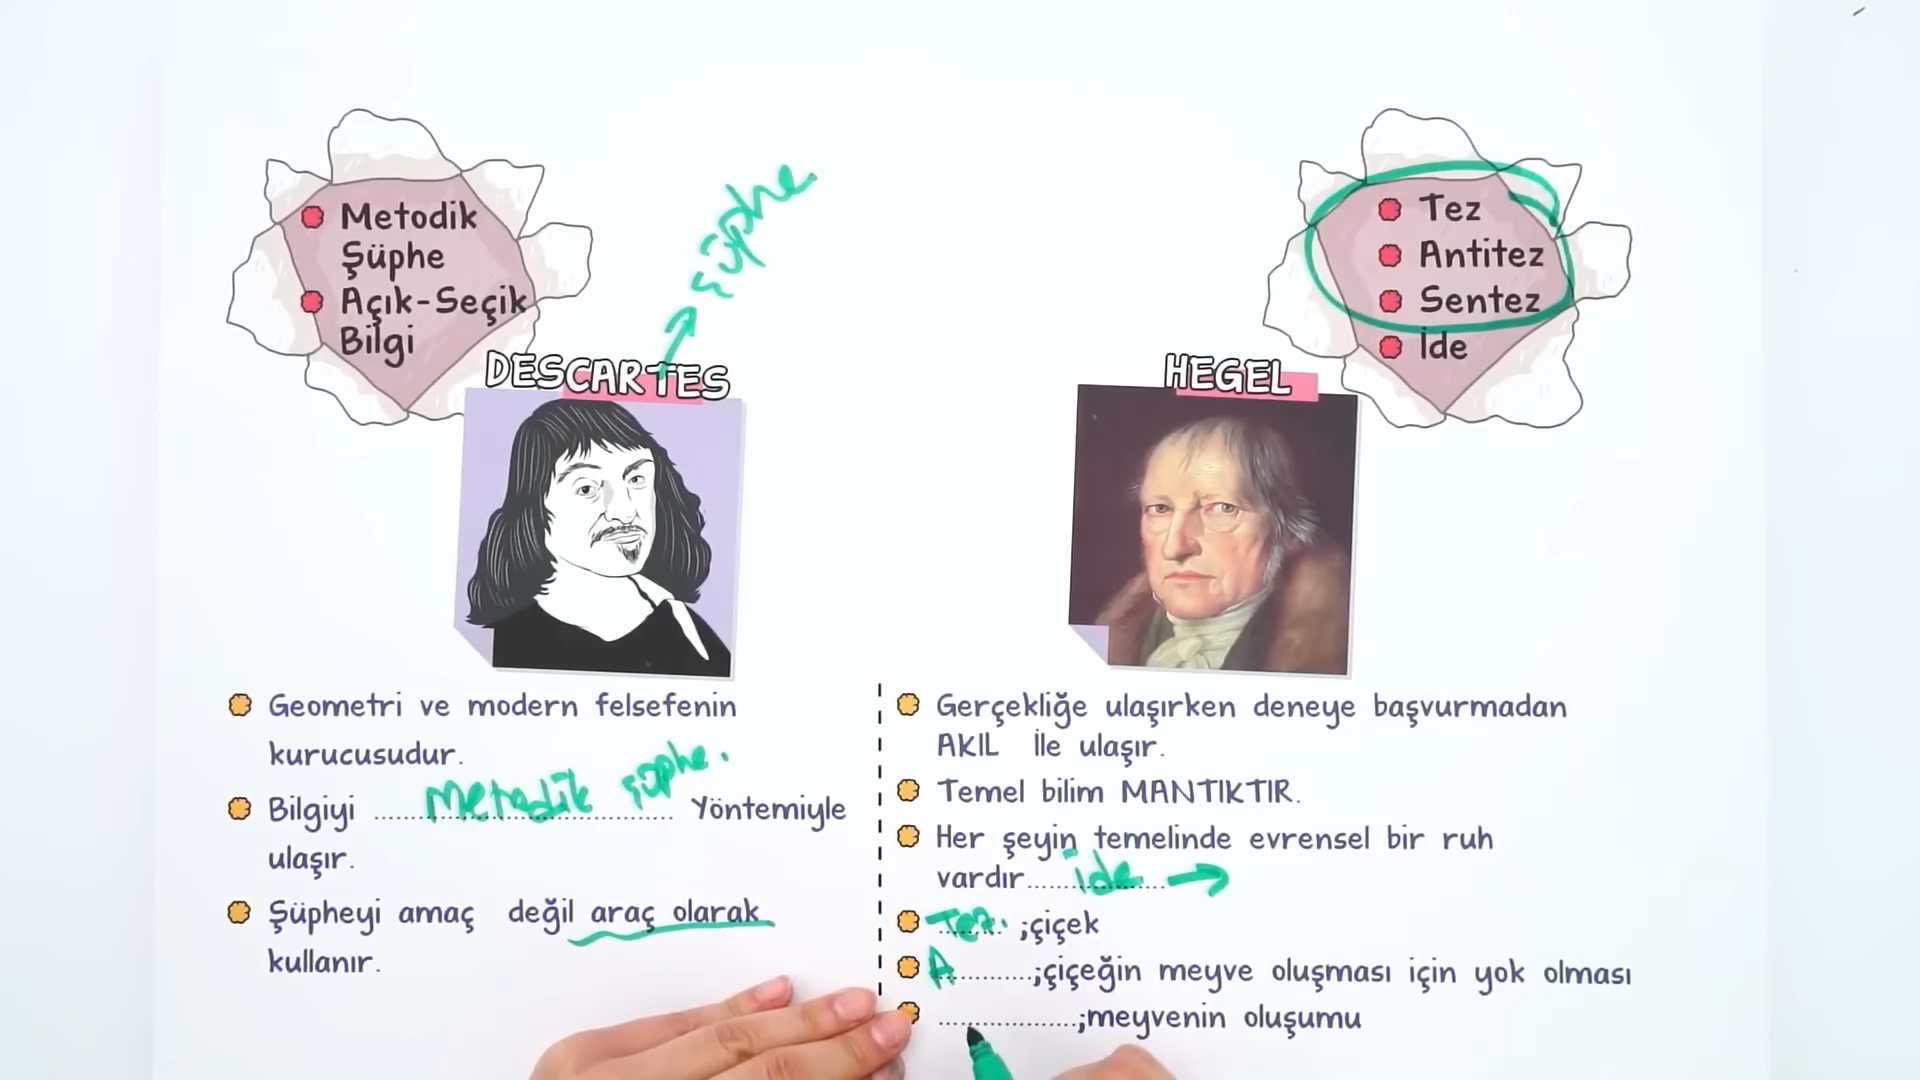 Metodik
Şüphe
Açık-Seçik
Bilgi
şüphe
Tez
Antitez
Sentez
İde
DESCARTES
HEGEL
Geometri ve modern felsefenin
kurucusudur.
Bilgiyi metodik şüphe. Yöntemiyle
ulaşır.
Şüpheyi amaç değil araç olarak
kullanır.
Gerçekliğe ulaşırken deneye başvurmadan
AKIL İle ulaşır.
Temel bilim MANTIKTIR.
Her şeyin temelinde evrensel bir ruh
vardır ide
Tez. ;çiçek
A..........;çiçeğin meyve oluşması için yok olması
....................;meyvenin oluşumu